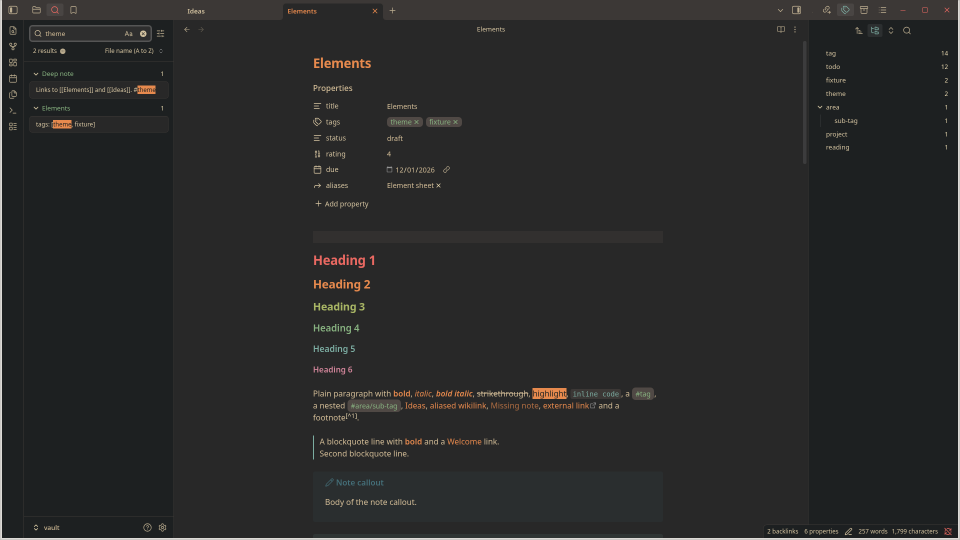 Ideas
Elements
theme
Aa
2 results
File name (A to Z)
Deep note
1
Links to [[Elements]] and [[Ideas]]. #theme
Elements
1
tags: [theme, fixture]
vault
Elements
Elements
Properties
title
Elements
tags
theme
fixture
status
draft
rating
4
due
12/01/2026
aliases
Element sheet
Add property
Heading 1
Heading 2
Heading 3
Heading 4
Heading 5
Heading 6
Plain paragraph with bold, italic, bold italic, strikethrough, highlight, inline code, a #tag,
a nested #area/sub-tag, Ideas, aliased wikilink, Missing note, external link and a
footnote[^1].
A blockquote line with bold and a Welcome link.
Second blockquote line.
Note callout
Body of the note callout.
tag
14
todo
12
fixture
2
theme
2
area
1
sub-tag
1
project
1
reading
1
2 backlinks
6 properties
257 words
1,799 characters